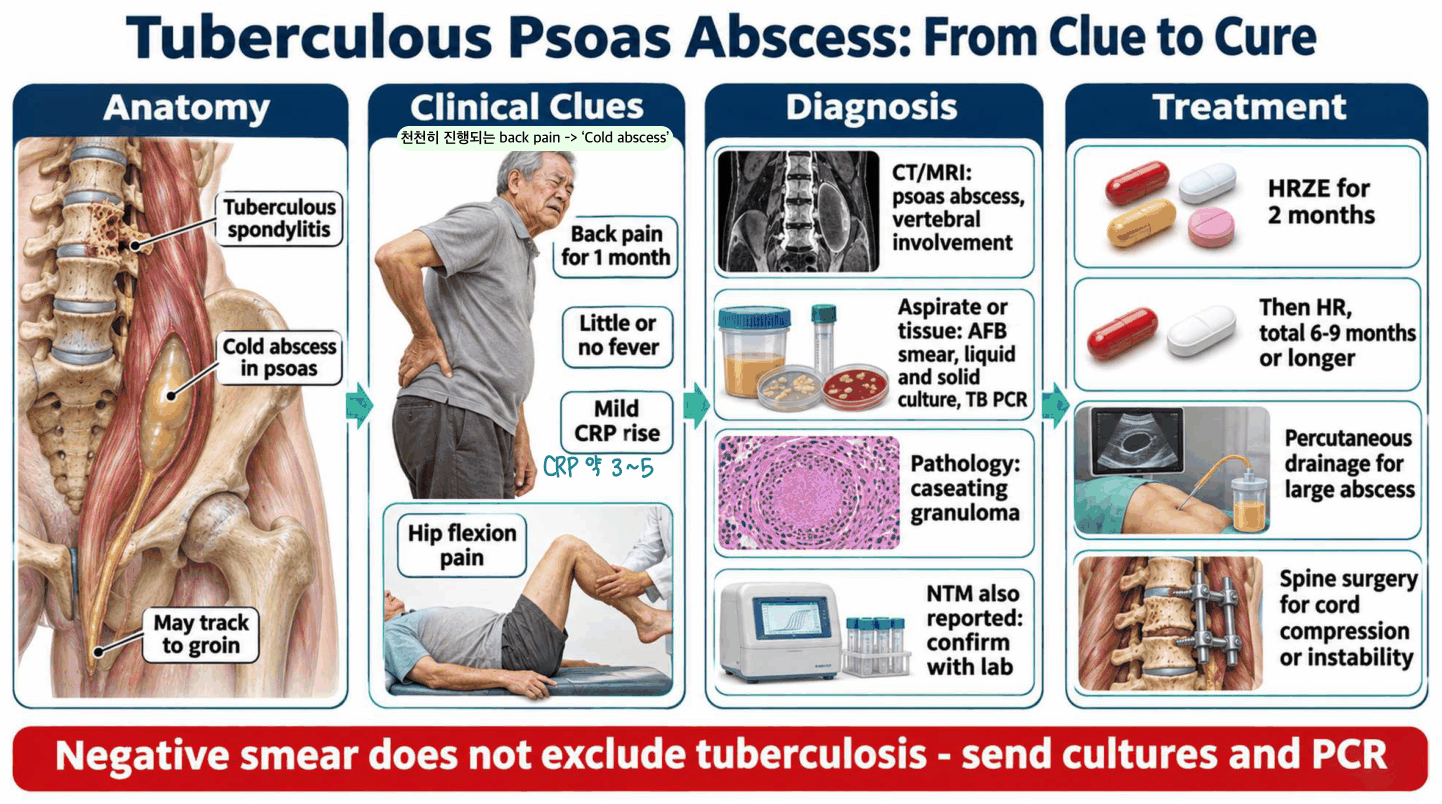 Tuberculous Psoas Abscess: From Clue to Cure
Anatomy
Tuberculous
spondylitis
Cold abscess
in psoas
May track
to groin
Clinical Clues
천천히 진행되는 back pain -> ‘Cold abscess’
Back pain
for 1 month
Little or
no fever
Mild
CRP rise
CRP 약 3~5
Hip flexion
pain
Diagnosis
CT/MRI:
psoas abscess,
vertebral
involvement
Aspirate or
tissue: AFB
smear, liquid
and solid
culture, TB PCR
Pathology:
caseating
granuloma
NTM also
reported:
confirm
with lab
Treatment
HRZE for
2 months
Then HR,
total 6-9 months
or longer
Percutaneous
drainage for
large abscess
Spine surgery
for cord
compression
or instability
Negative smear does not exclude tuberculosis - send cultures and PCR